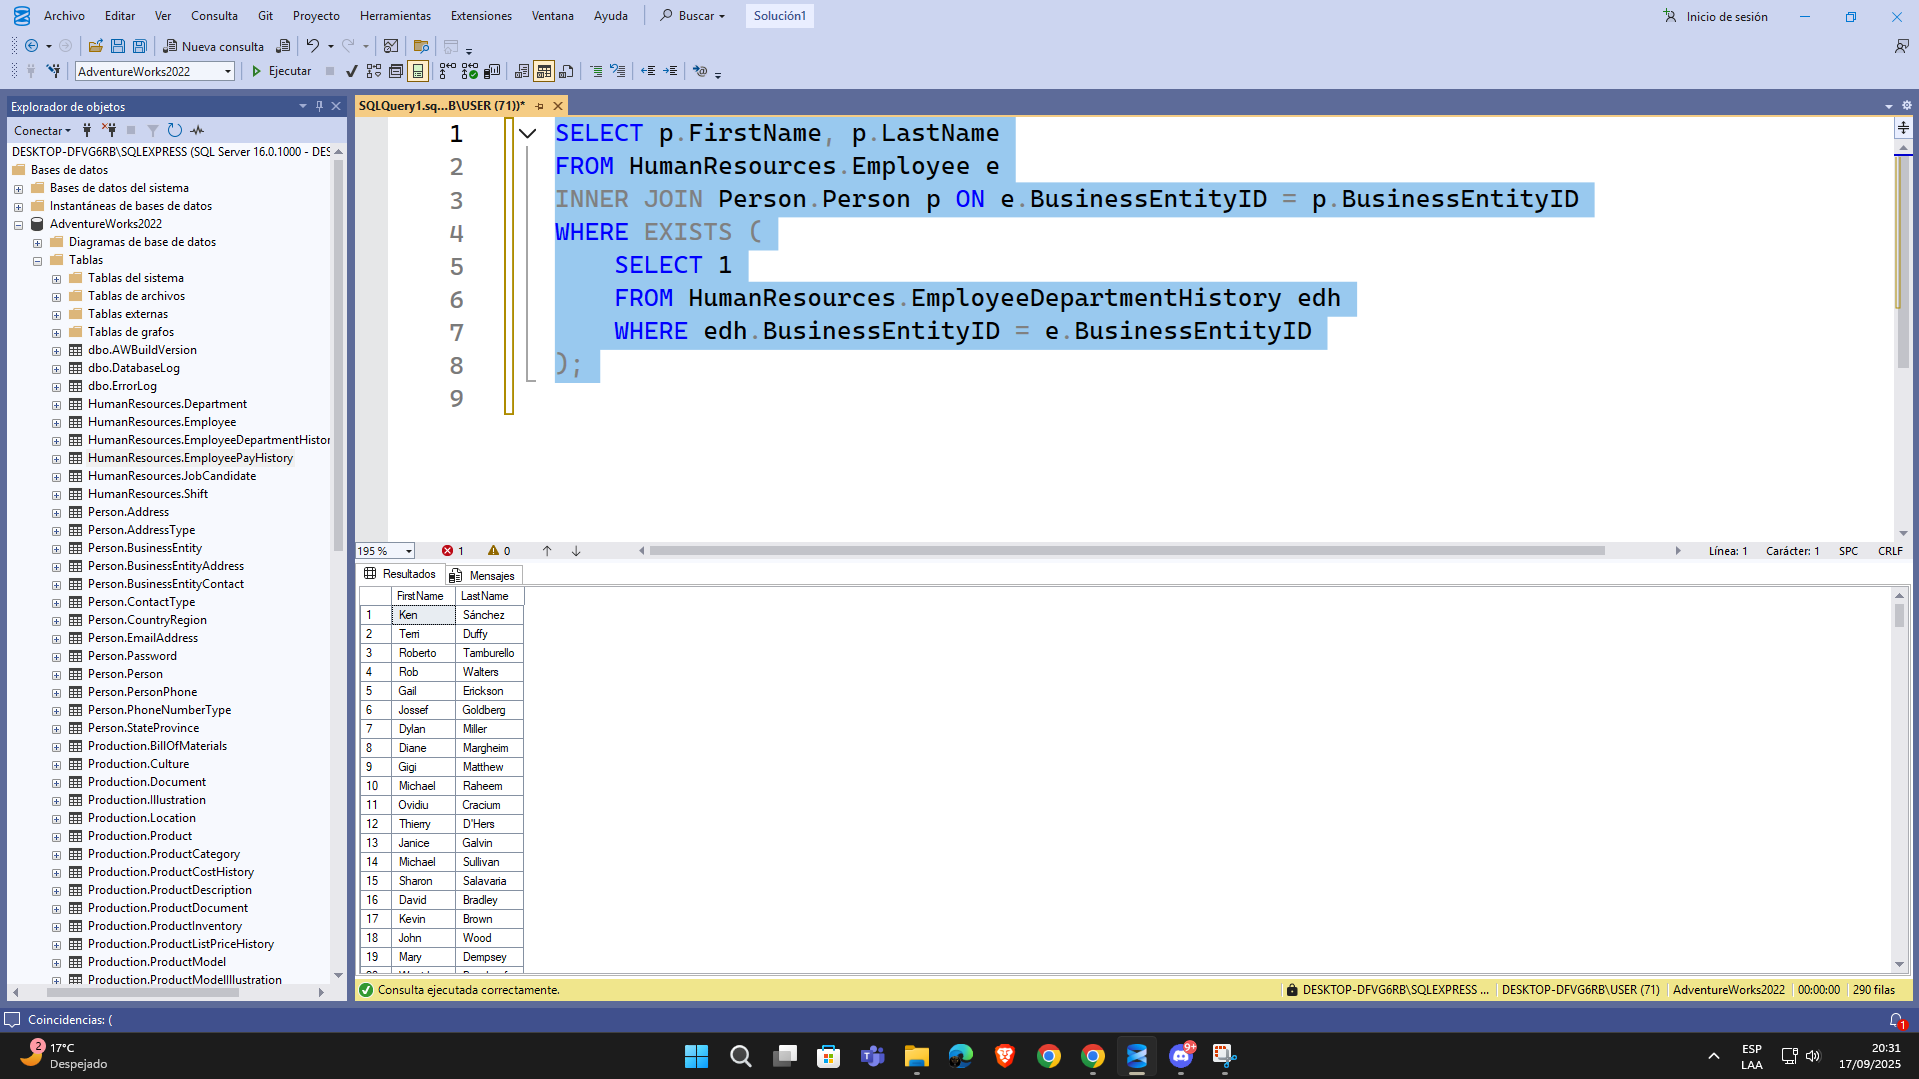 Archivo Editar Ver Consulta Git Proyecto Herramientas Extensiones Ventana Ayuda Buscar Solución1 Inicio de sesión
Nueva consulta
AdventureWorks2022 Ejecutar
Explorador de objetos
Conectar
DESKTOP-DFVG6RB\SQLEXPRESS (SQL Server 16.0.1000 - DES
Bases de datos
Bases de datos del sistema
Instantáneas de bases de datos
AdventureWorks2022
Diagramas de base de datos
Tablas
Tablas del sistema
Tablas de archivos
Tablas externas
Tablas de grafos
dbo.AWBuildVersion
dbo.DatabaseLog
dbo.ErrorLog
HumanResources.Department
HumanResources.Employee
HumanResources.EmployeeDepartmentHistor
HumanResources.EmployeePayHistory
HumanResources.JobCandidate
HumanResources.Shift
Person.Address
Person.AddressType
Person.BusinessEntity
Person.BusinessEntityAddress
Person.BusinessEntityContact
Person.ContactType
Person.CountryRegion
Person.EmailAddress
Person.Password
Person.Person
Person.PersonPhone
Person.PhoneNumberType
Person.StateProvince
Production.BillOfMaterials
Production.Culture
Production.Document
Production.Illustration
Production.Location
Production.Product
Production.ProductCategory
Production.ProductCostHistory
Production.ProductDescription
Production.ProductDocument
Production.ProductInventory
Production.ProductListPriceHistory
Production.ProductModel
Production.ProductModelIllustration
SQLQuery1.sq...B\USER (71))*
1 SELECT p.FirstName, p.LastName
2 FROM HumanResources.Employee e
3 INNER JOIN Person.Person p ON e.BusinessEntityID = p.BusinessEntityID
4 WHERE EXISTS (
5 SELECT 1
6 FROM HumanResources.EmployeeDepartmentHistory edh
7 WHERE edh.BusinessEntityID = e.BusinessEntityID
8 );
9
195 % 1 0 Línea: 1 Carácter: 1 SPC CRLF
Resultados Mensajes
FirstName LastName
1 Ken Sánchez
2 Terri Duffy
3 Roberto Tamburello
4 Rob Walters
5 Gail Erickson
6 Jossef Goldberg
7 Dylan Miller
8 Diane Margheim
9 Gigi Matthew
10 Michael Raheem
11 Ovidiu Cracium
12 Thierry D'Hers
13 Janice Galvin
14 Michael Sullivan
15 Sharon Salavaria
16 David Bradley
17 Kevin Brown
18 John Wood
19 Mary Dempsey
Consulta ejecutada correctamente. DESKTOP-DFVG6RB\SQLEXPRESS ... DESKTOP-DFVG6RB\USER (71) AdventureWorks2022 00:00:00 290 filas
Coincidencias: ( 1
2 17°C
Despejado
9+
ESP
LAA
20:31
17/09/2025